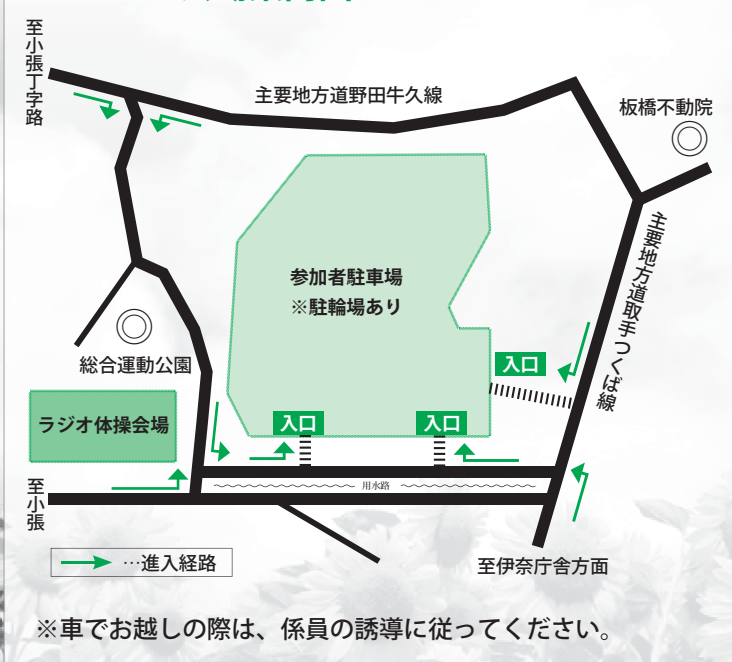 至小張丁字路
主要地方道野田牛久線
板橋不動院
主要地方道取手つくば線
参加者駐車場
※駐輪場あり
総合運動公園
入口
ラジオ体操会場
入口
入口
至小張
用水路
…進入経路
至伊奈庁舎方面
※車でお越しの際は、係員の誘導に従ってください。